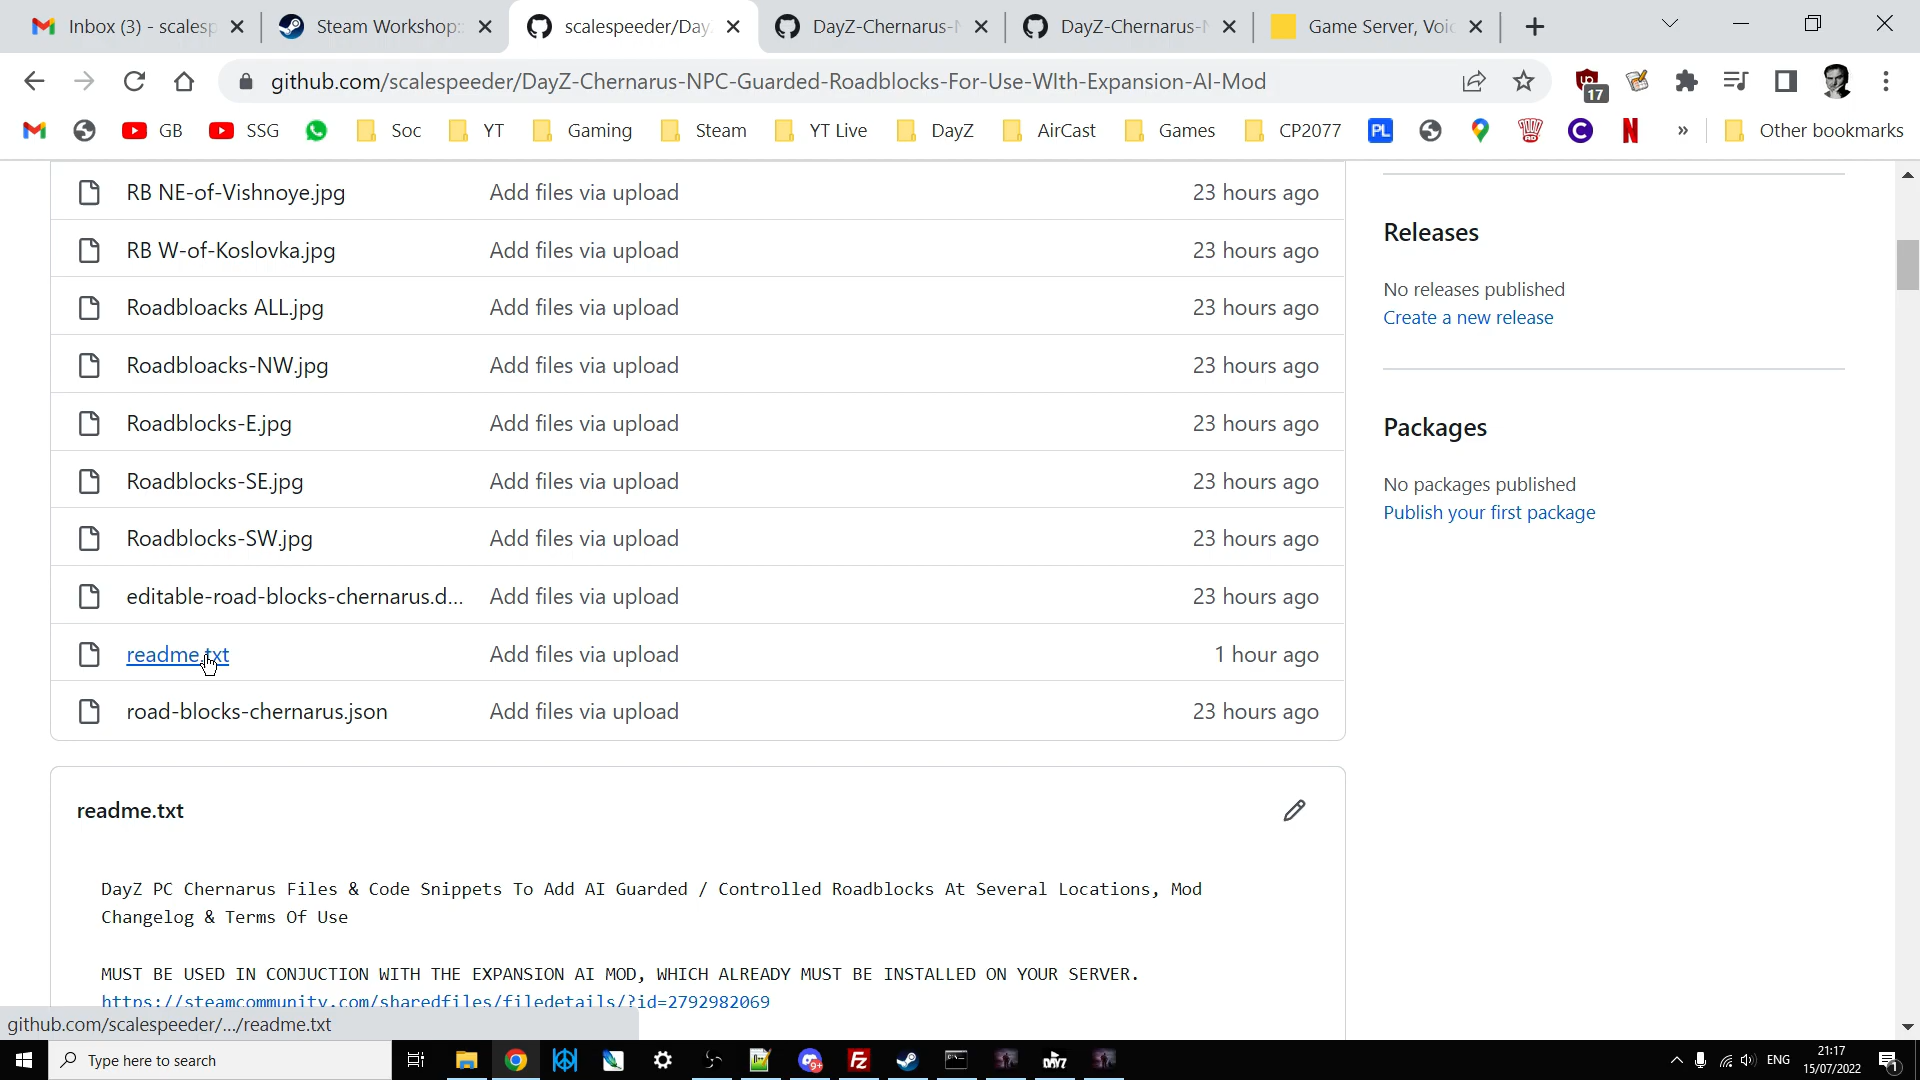 Inbox (3) - scalesp
Steam Workshop:
scalespeeder/Day
DayZ-Chernarus-N
DayZ-Chernarus-N
Game Server, Voic
github.com/scalespeeder/DayZ-Chernarus-NPC-Guarded-Roadblocks-For-Use-WIth-Expansion-AI-Mod
17
GB
SSG
Soc
YT
Gaming
Steam
YT Live
DayZ
AirCast
Games
CP2077
PL
»
Other bookmarks
RB NE-of-Vishnoye.jpg Add files via upload 23 hours ago
RB W-of-Koslovka.jpg Add files via upload 23 hours ago
Roadbloacks ALL.jpg Add files via upload 23 hours ago
Roadbloacks-NW.jpg Add files via upload 23 hours ago
Roadblocks-E.jpg Add files via upload 23 hours ago
Roadblocks-SE.jpg Add files via upload 23 hours ago
Roadblocks-SW.jpg Add files via upload 23 hours ago
editable-road-blocks-chernarus.d... Add files via upload 23 hours ago
readme.txt Add files via upload 1 hour ago
road-blocks-chernarus.json Add files via upload 23 hours ago
Releases
No releases published
Create a new release
Packages
No packages published
Publish your first package
readme.txt
DayZ PC Chernarus Files & Code Snippets To Add AI Guarded / Controlled Roadblocks At Several Locations, Mod
Changelog & Terms Of Use
MUST BE USED IN CONJUCTION WITH THE EXPANSION AI MOD, WHICH ALREADY MUST BE INSTALLED ON YOUR SERVER.
https://steamcommunity.com/sharedfiles/filedetails/?id=2792982069
github.com/scalespeeder/.../readme.txt
Type here to search
ENG
21:17
15/07/2022
1